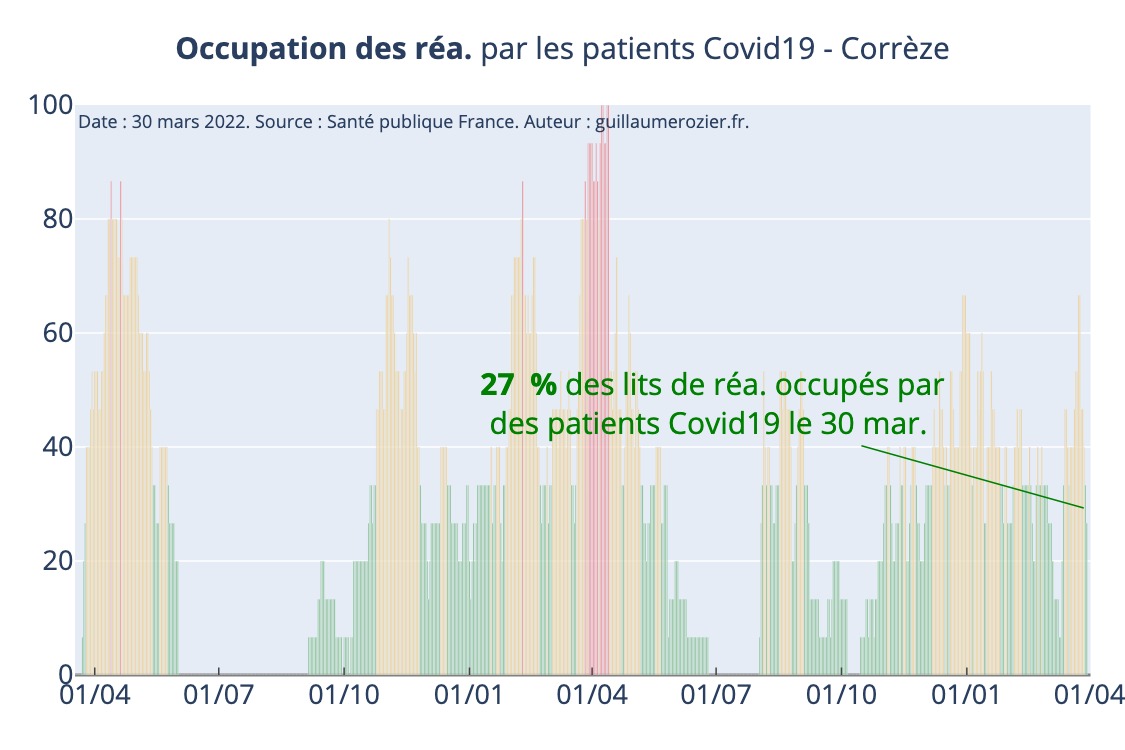 Occupation des réa. par les patients Covid19 - Corrèze
100
Date : 30 mars 2022. Source : Santé publique France. Auteur : guillaumerozier.fr.
80
60
27 % des lits de réa. occupés par
des patients Covid19 le 30 mar.
40
20
0
01/04 01/07 01/10 01/01 01/04 01/07 01/10 01/01 01/04